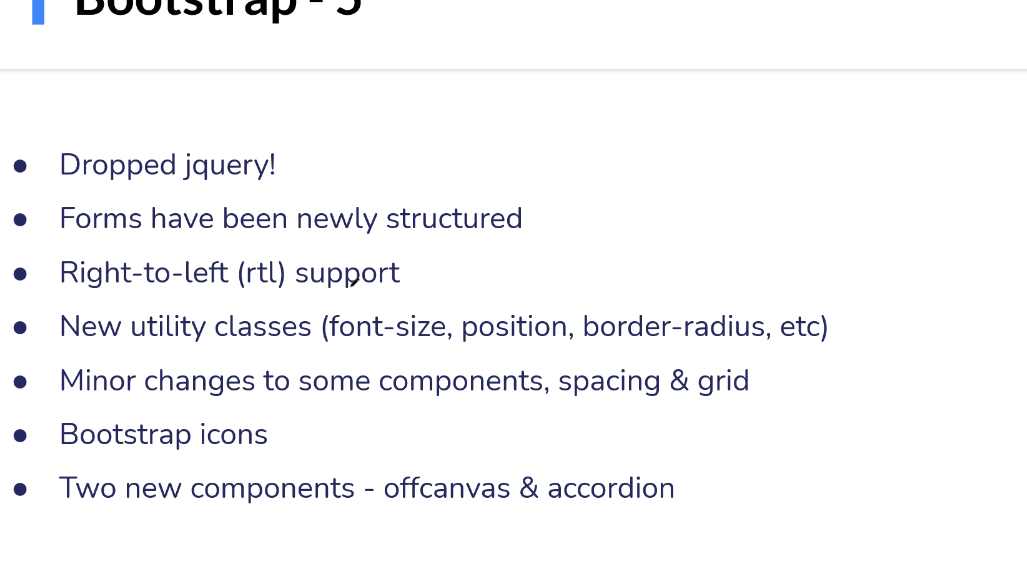 Bootstrap - 5
● Dropped jquery!
● Forms have been newly structured
● Right-to-left (rtl) support
● New utility classes (font-size, position, border-radius, etc)
● Minor changes to some components, spacing & grid
● Bootstrap icons
● Two new components - offcanvas & accordion